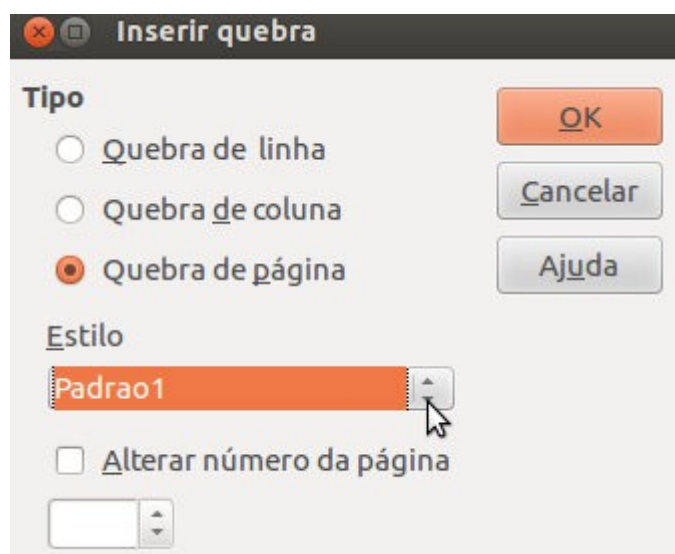 Inserir quebra
Tipo
OK
Quebra de linha
Cancelar
Quebra de coluna
Ajuda
Quebra de página
Estilo
Padrao1
Alterar número da página